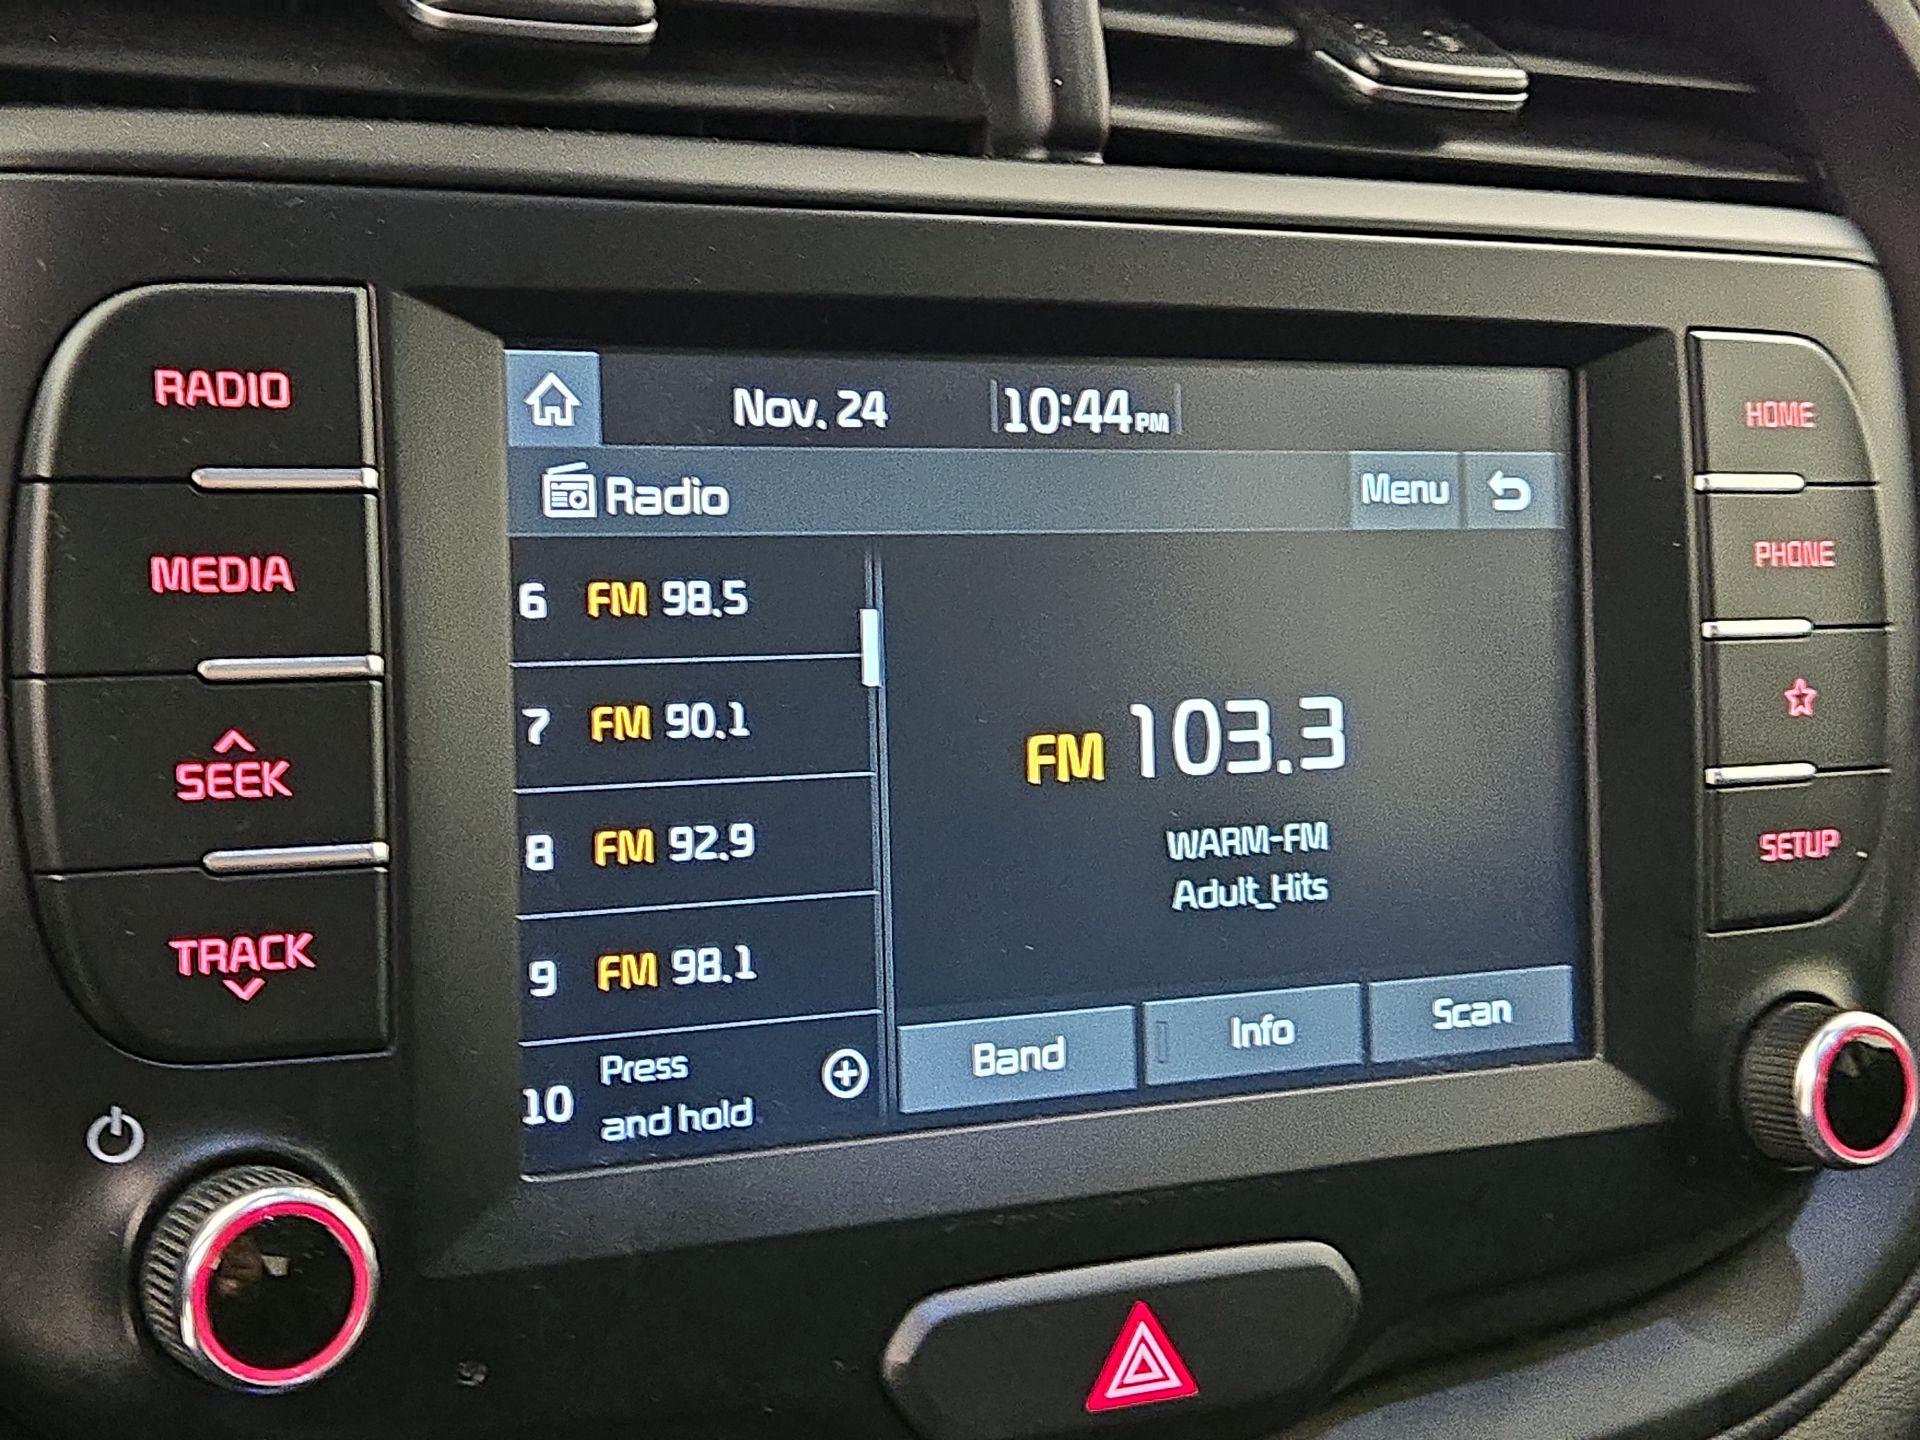 RADIO
MEDIA
SEEK
TRACK
Nov. 24 10:44 PM
Radio
Menu
6 FM 98.5
7 FM 90.1
8 FM 92.9
9 FM 98.1
10 Press
and hold
FM 103.3
WARM-FM
Adult_Hits
Band
Info
Scan
HOME
PHONE
SETUP